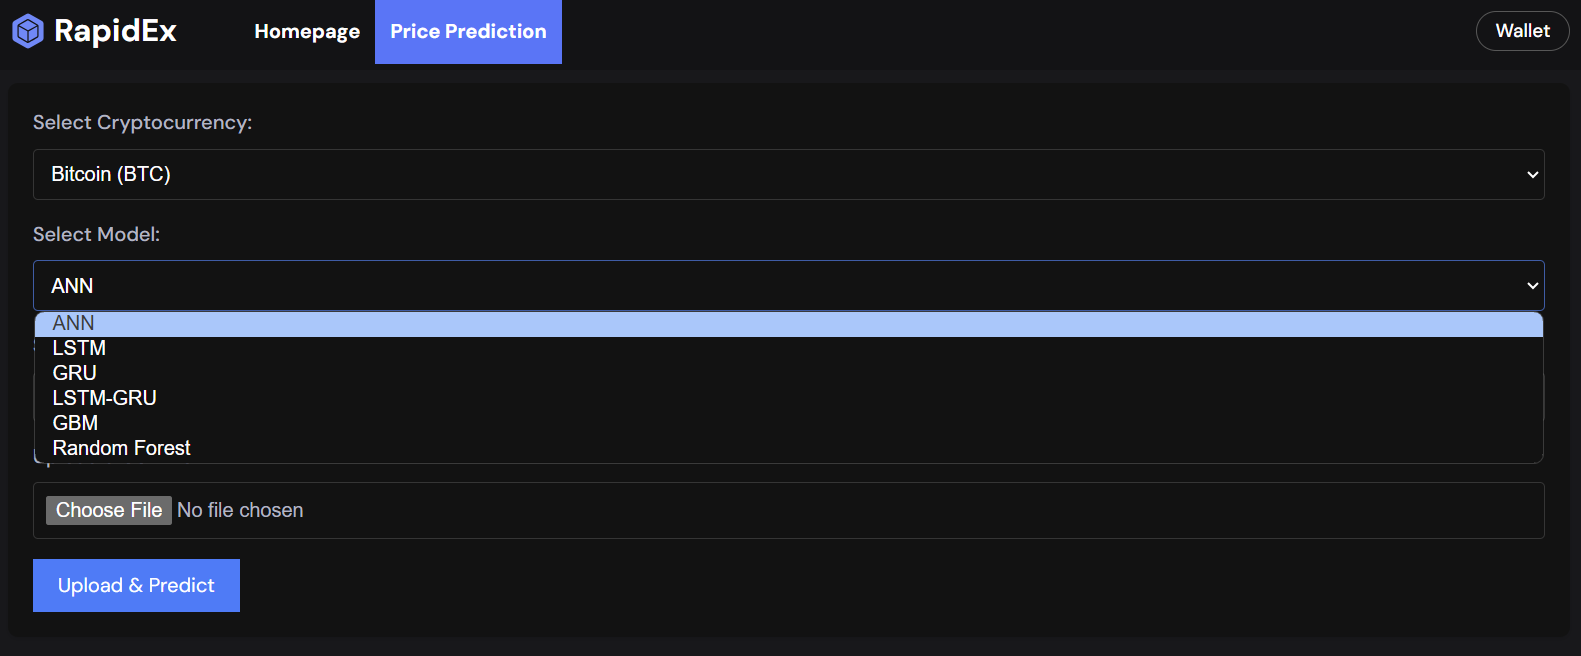 RapidEx
Homepage
Price Prediction
Wallet
Select Cryptocurrency:
Bitcoin (BTC)
Select Model:
ANN
ANN
LSTM
GRU
LSTM-GRU
GBM
Random Forest
Choose File No file chosen
Upload & Predict